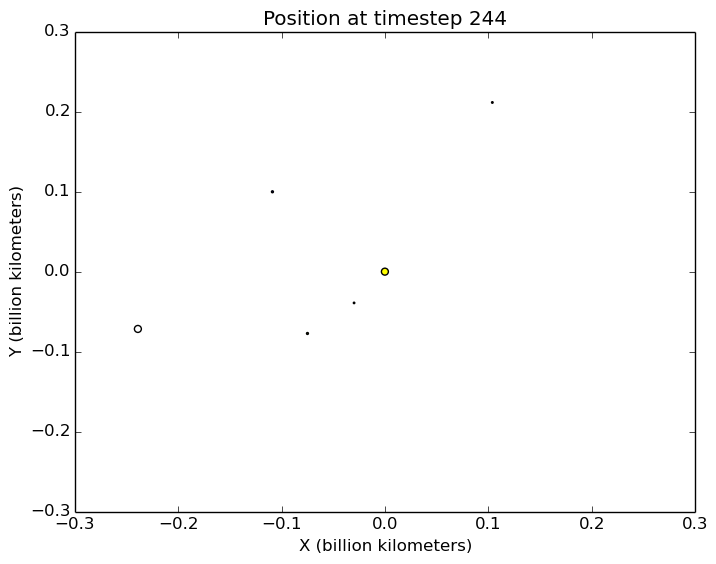 Position at timestep 244
0.3
0.2
0.1
0.0
−0.1
−0.2
−0.3
Y (billion kilometers)
−0.3 −0.2 −0.1 0.0 0.1 0.2 0.3
X (billion kilometers)